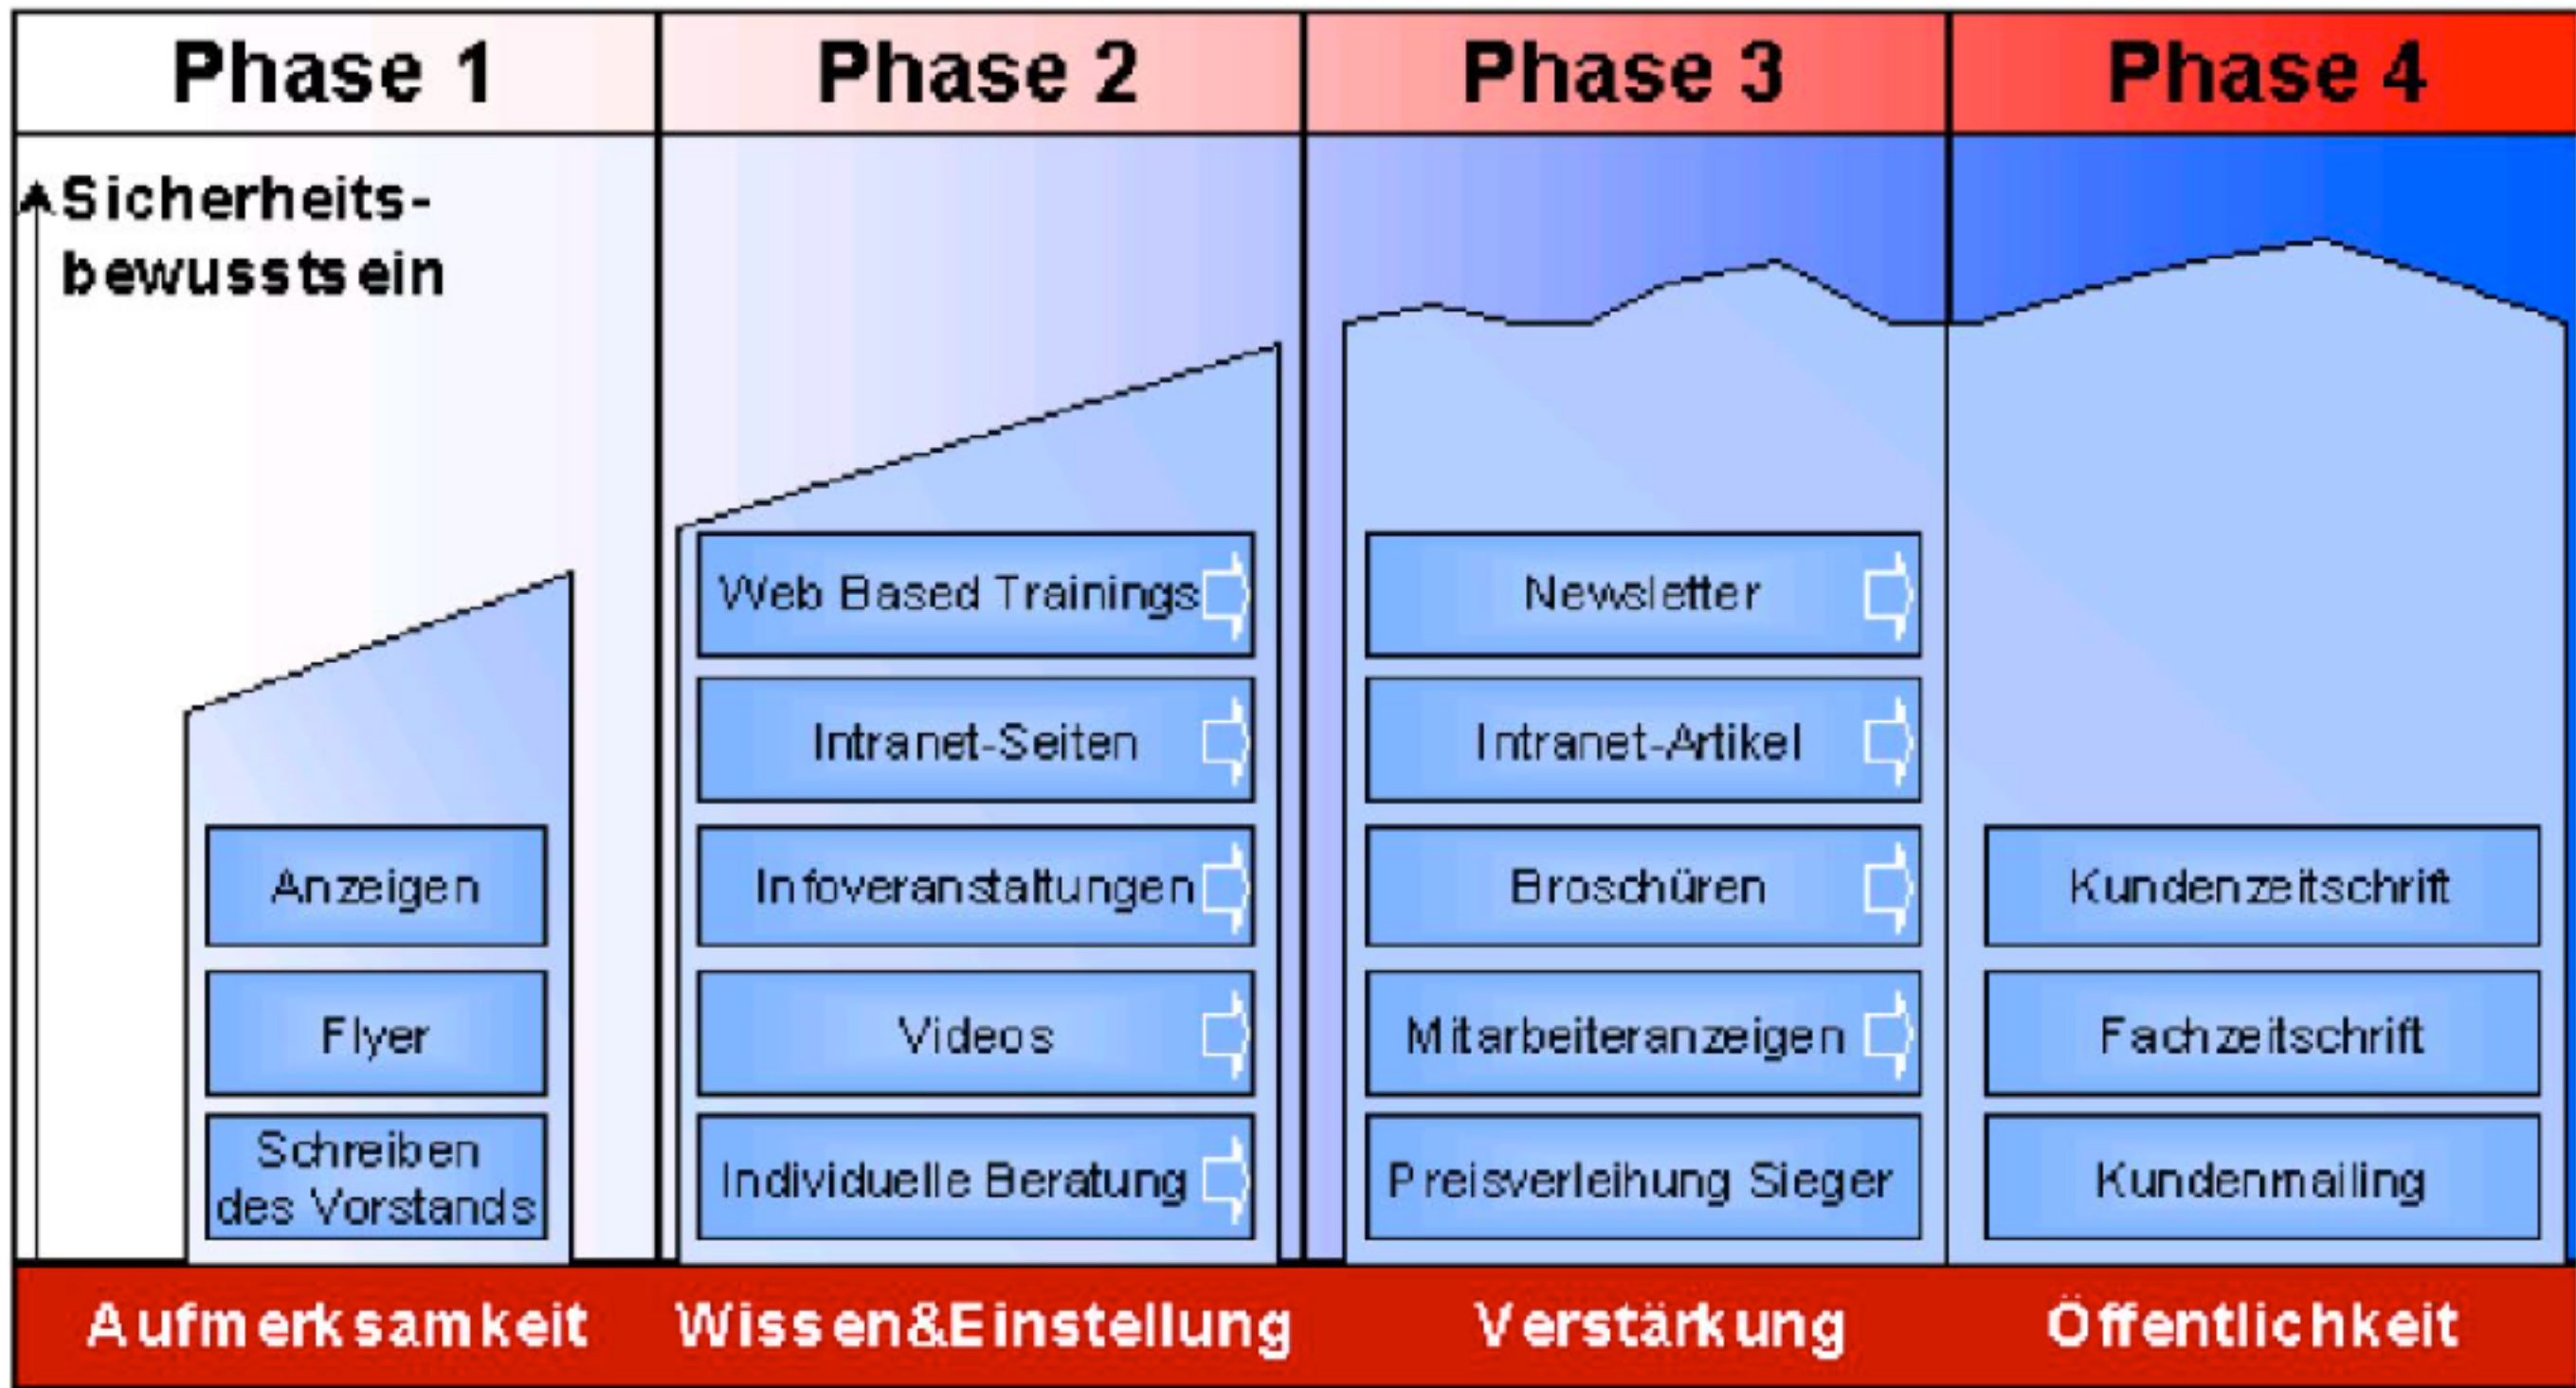 Phase 1
Phase 2
Phase 3
Phase 4
Sicherheits-
bewusstsein
Anzeigen
Flyer
Schreiben
des Vorstands
Web Based Trainings
Intranet-Seiten
Infoveranstaltungen
Videos
Individuelle Beratung
Newsletter
Intranet-Artikel
Broschüren
Mitarbeiteranzeigen
Preisverleihung Sieger
Kundenzeitschrift
Fachzeitschrift
Kundenmailing
Aufmerksamkeit
Wissen&Einstellung
Verstärkung
Öffentlichkeit